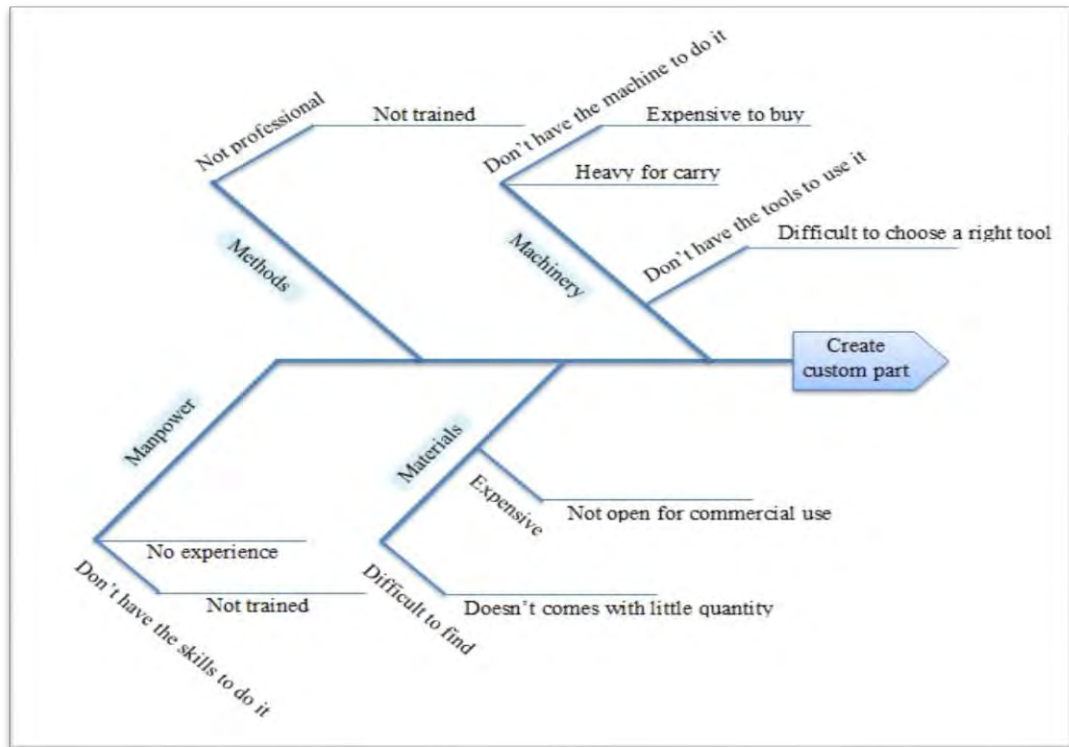 Don't have the machine to do it
Not professional
Not trained
Expensive to buy
Heavy for carry
Don't have the tools to use it
Difficult to choose a right tool
Methods
Machinery
Create
custom part
Manpower
Materials
Expensive
Not open for commercial use
No experience
Don't have the skills to do it
Not trained
Difficult to find
Doesn't comes with little quantity